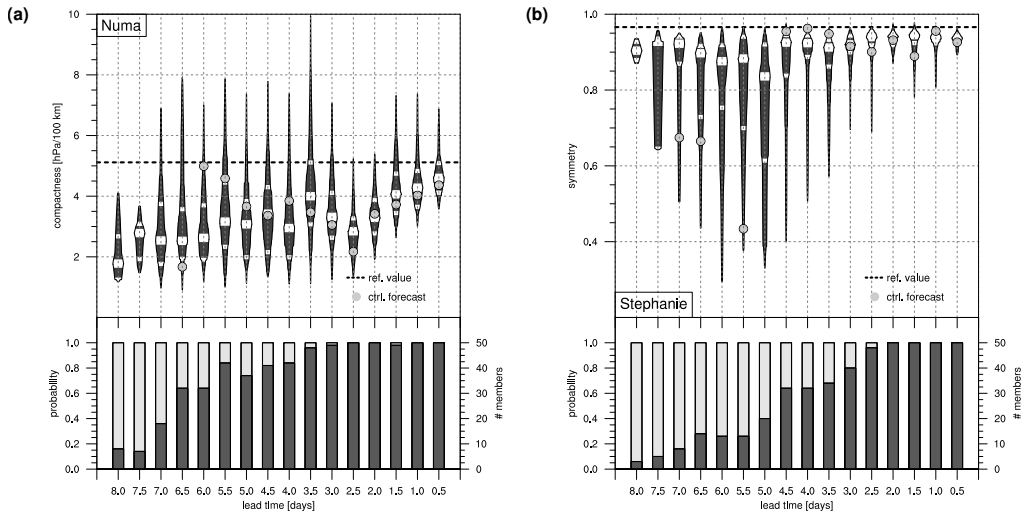 (a)
Numa
10
8
6
4
2
compactness [hPa/100 km]
ref. value
ctrl. forecast
1.0
0.8
0.6
0.4
0.2
0.0
probability
50
40
30
20
10
0
# members
8.0 7.5 7.0 6.5 6.0 5.5 5.0 4.5 4.0 3.5 3.0 2.5 2.0 1.5 1.0 0.5
lead time [days]
(b)
1.0
0.8
0.6
0.4
symmetry
ref. value
ctrl. forecast
Stephanie
1.0
0.8
0.6
0.4
0.2
0.0
probability
50
40
30
20
10
0
# members
8.0 7.5 7.0 6.5 6.0 5.5 5.0 4.5 4.0 3.5 3.0 2.5 2.0 1.5 1.0 0.5
lead time [days]